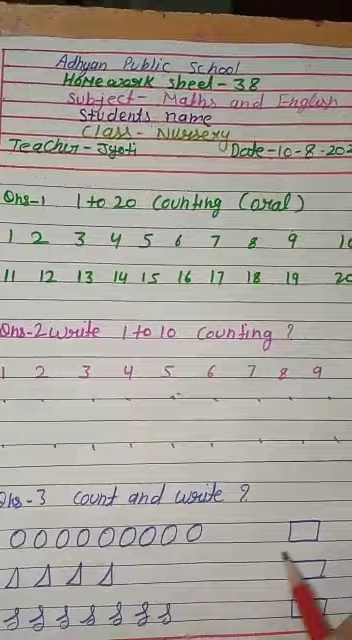 Adhyan Public School
Homework Sheet-38
Subject- Maths and English
Students name
Class- Nursery
Teacher- Jyoti Date-10-8-202
Qns-1 1 to 20 Counting (oral)
1 2 3 4 5 6 7 8 9 10
11 12 13 14 15 16 17 18 19 20
Qns-2 Write 1 to 10 Counting ?
1 2 3 4 5 6 7 8 9
Qns-3 Count and write ?